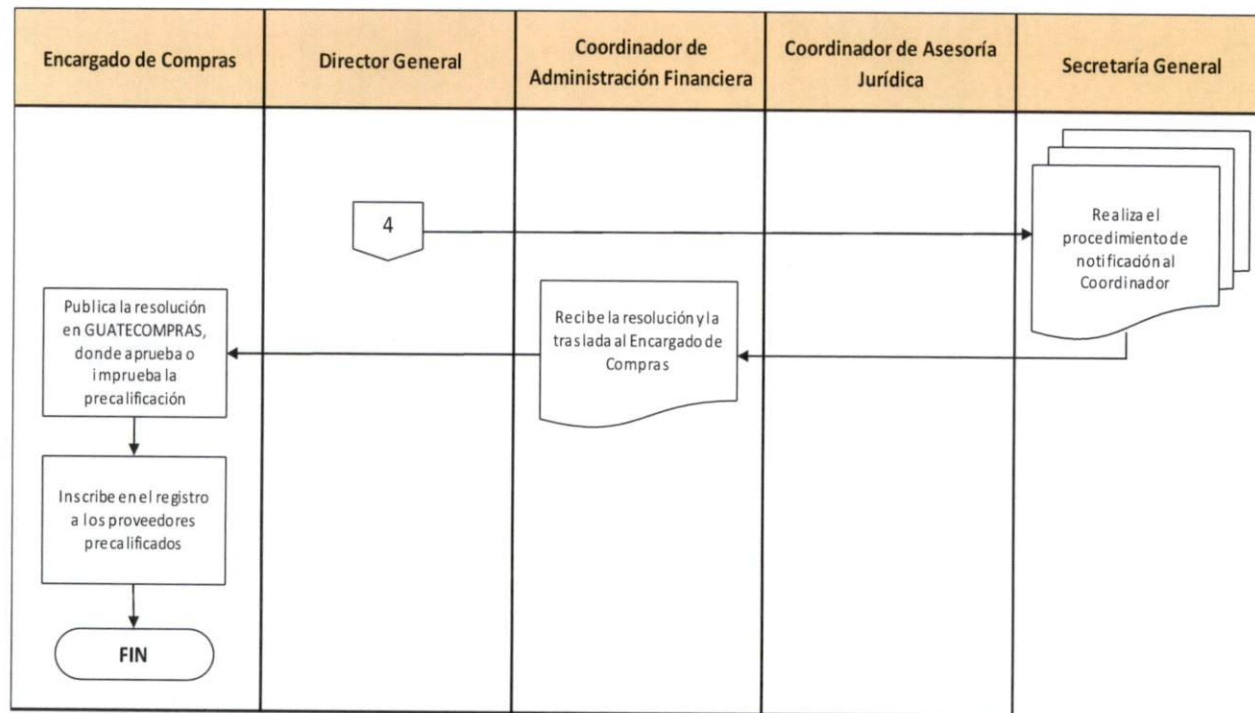 Encargado de Compras
Director General
Coordinador de
Administración Financiera
Coordinador de Asesoría
Jurídica
Secretaría General
4
Realiza el
procedimiento de
notificación al
Coordinador
Recibe la resolución y la
traslada al Encargado de
Compras
Publica la resolución
en GUATECOMPRAS,
donde aprueba o
imprueba la
precalificación
Inscribe en el registro
a los proveedores
precalificados
FIN